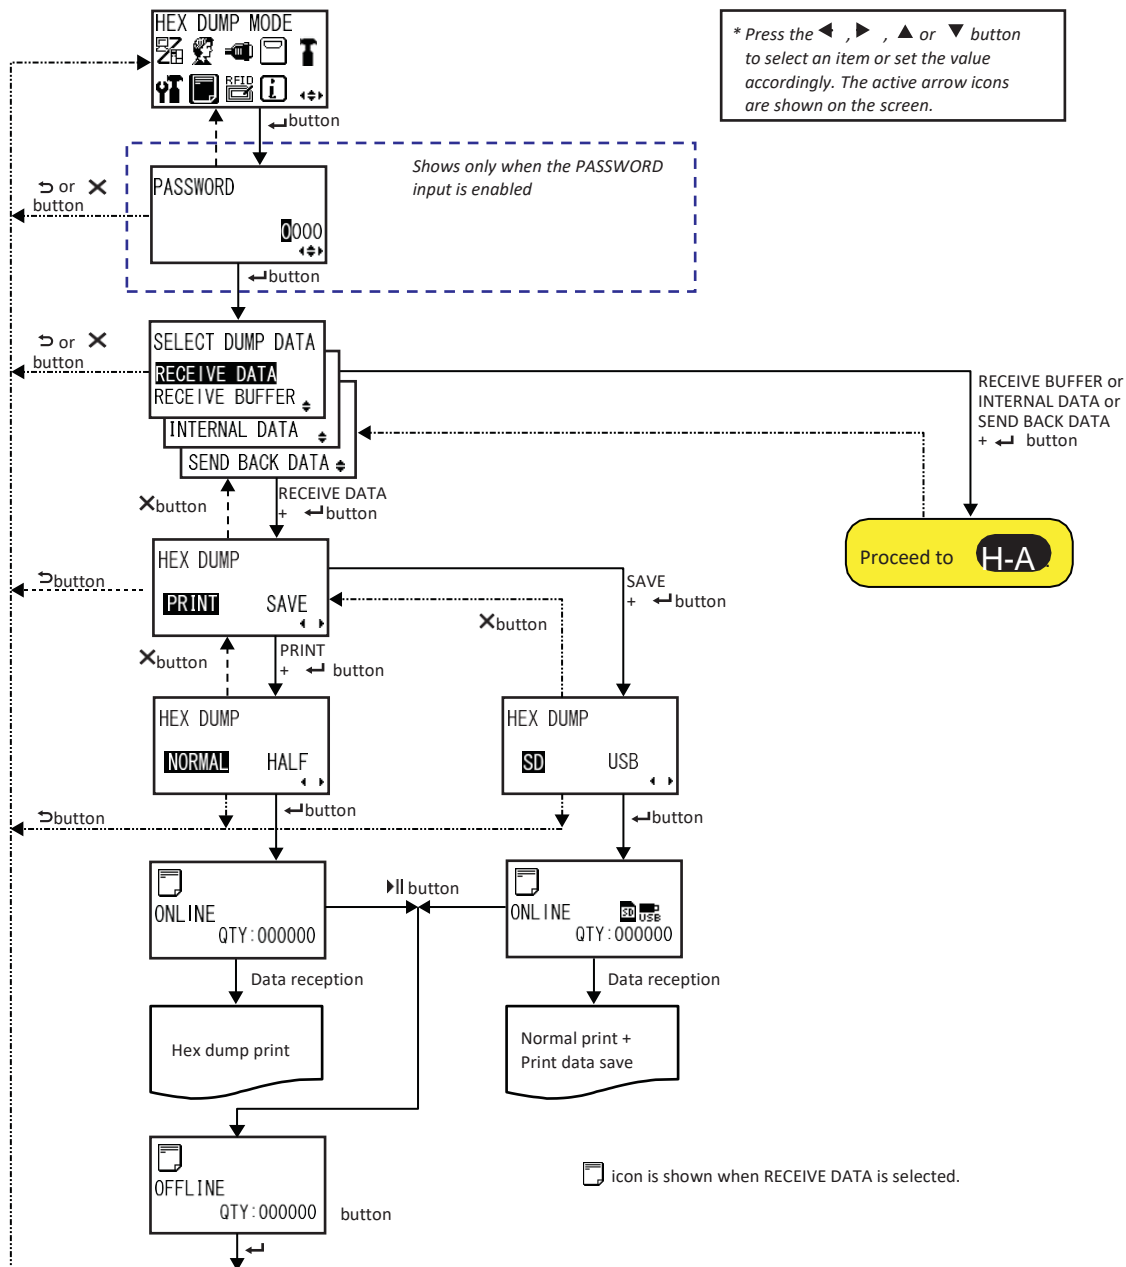 HEX DUMP MODE
RFID
* Press the ◀ , ▶ , ▲ or ▼ button
to select an item or set the value
accordingly. The active arrow icons
are shown on the screen.
button
Shows only when the PASSWORD
input is enabled
PASSWORD
0000
or
button
button
SELECT DUMP DATA
RECEIVE DATA
RECEIVE BUFFER
INTERNAL DATA
SEND BACK DATA
or
button
RECEIVE BUFFER or
INTERNAL DATA or
SEND BACK DATA
+ ↵ button
button
RECEIVE DATA
+ ↵ button
Proceed to H-A .
HEX DUMP
PRINT SAVE
button
SAVE
+ ↵ button
button
button
PRINT
+ ↵ button
HEX DUMP
NORMAL HALF
HEX DUMP
SD USB
button
button
button
ONLINE
QTY:000000
button
ONLINE SD USB
QTY:000000
Data reception
Data reception
Hex dump print
Normal print +
Print data save
OFFLINE
QTY:000000
button
icon is shown when RECEIVE DATA is selected.